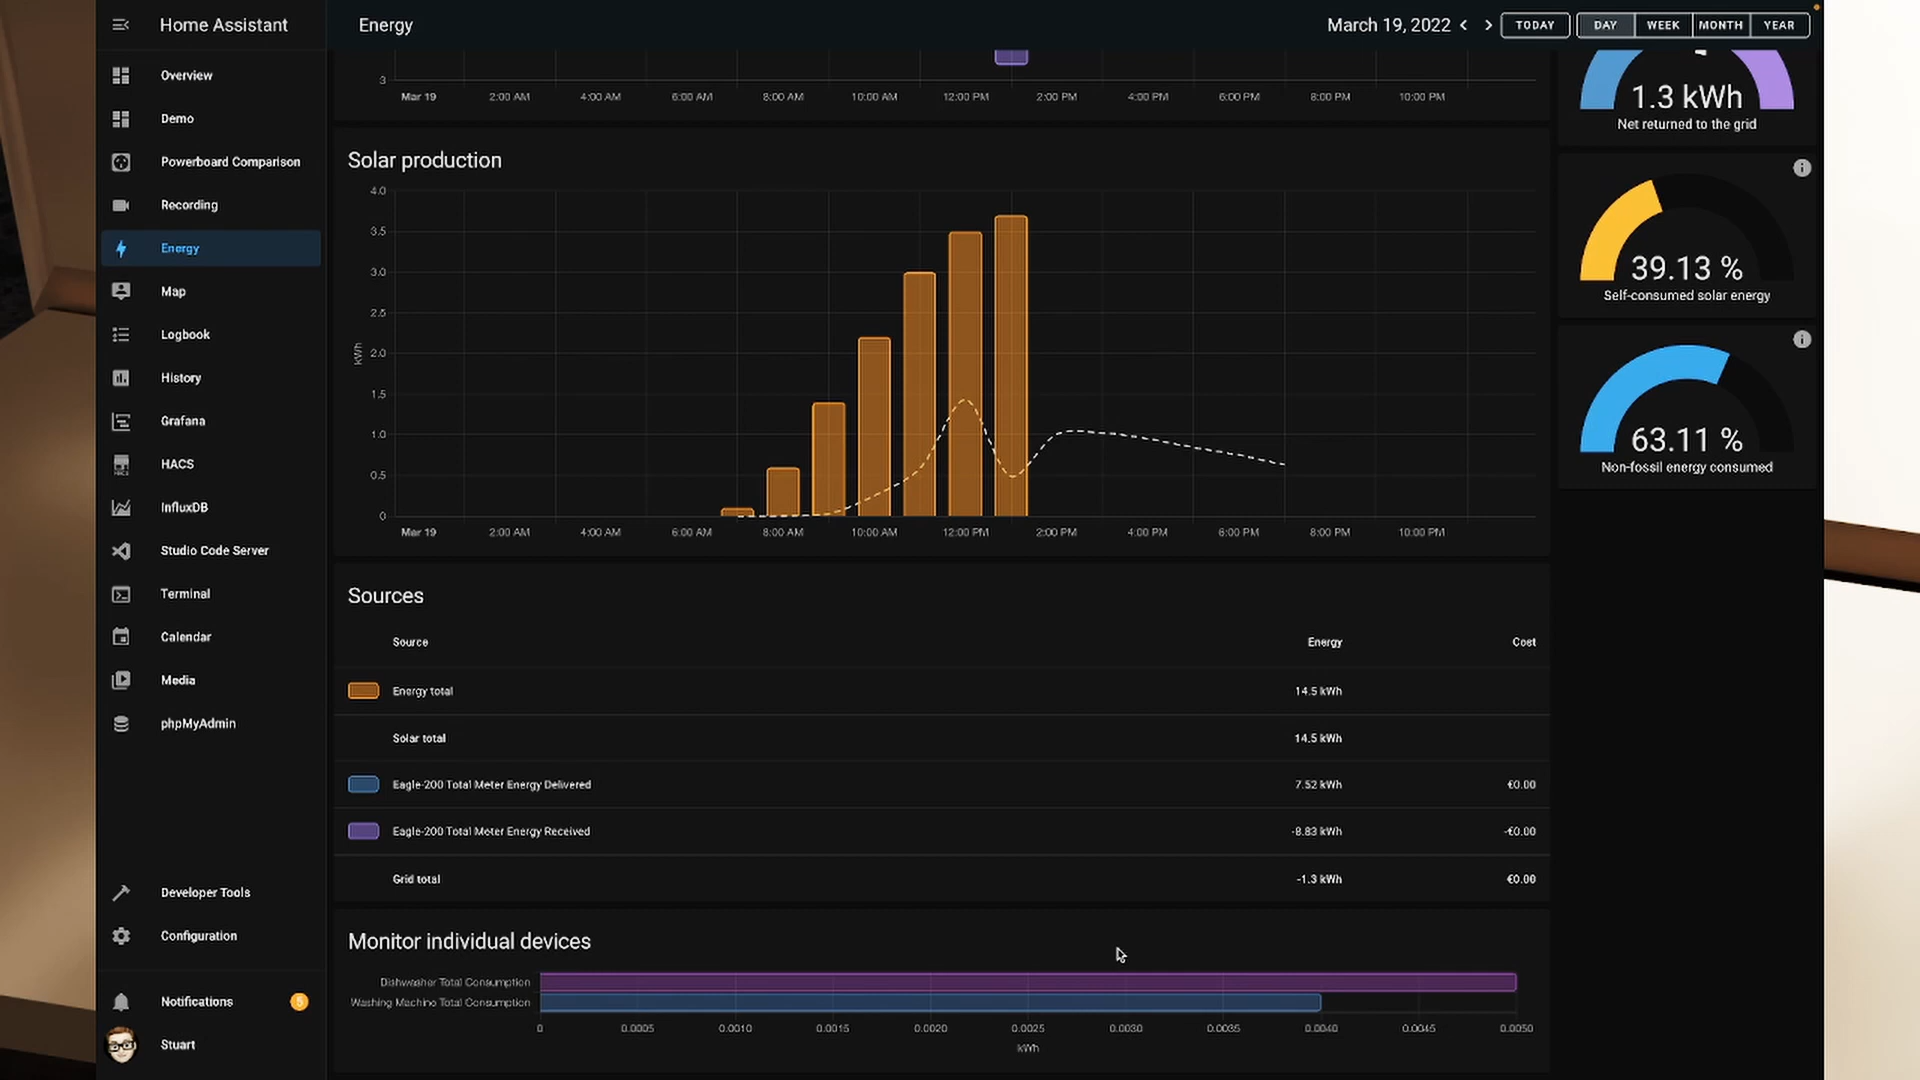 Home Assistant
Energy
March 19, 2022
TODAY
DAY
WEEK
MONTH
YEAR
Overview
Demo
Powerboard Comparison
Recording
Energy
Map
Logbook
History
Grafana
HACS
InfluxDB
Studio Code Server
Terminal
Calendar
Media
phpMyAdmin
Developer Tools
Configuration
Notifications
5
Stuart
3
Mar 19
2:00 AM
4:00 AM
6:00 AM
8:00 AM
10:00 AM
12:00 PM
2:00 PM
4:00 PM
6:00 PM
8:00 PM
10:00 PM
Solar production
4.0
3.5
3.0
2.5
2.0
1.5
1.0
0.5
0
kWh
Mar 19
2:00 AM
4:00 AM
6:00 AM
8:00 AM
10:00 AM
12:00 PM
2:00 PM
4:00 PM
6:00 PM
8:00 PM
10:00 PM
1.3 kWh
Net returned to the grid
39.13 %
Self-consumed solar energy
63.11 %
Non-fossil energy consumed
Sources
Source Energy Cost
Energy total 14.5 kWh
Solar total 14.5 kWh
Eagle-200 Total Meter Energy Delivered 7.52 kWh €0.00
Eagle-200 Total Meter Energy Received -8.83 kWh -€0.00
Grid total -1.3 kWh €0.00
Monitor individual devices
Dishwasher Total Consumption
Washing Machine Total Consumption
0
0.0005
0.0010
0.0015
0.0020
0.0025
0.0030
0.0035
0.0040
0.0045
0.0050
kWh